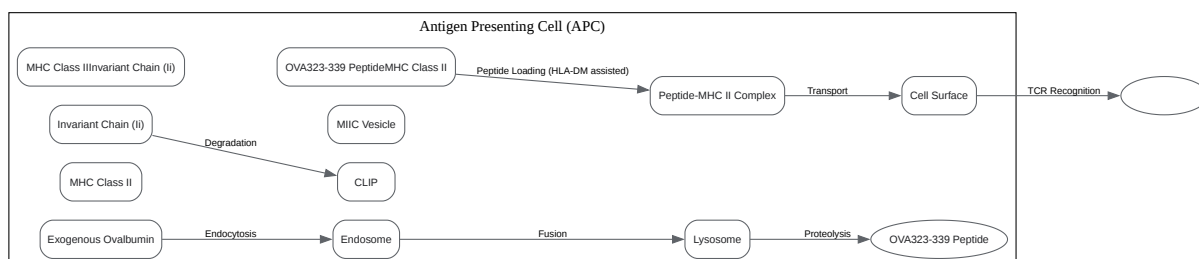 Antigen Presenting Cell (APC)
MHC Class IIInvariant Chain (Ii)
OVA323-339 PeptideMHC Class II
Peptide Loading (HLA-DM assisted)
Peptide-MHC II Complex
Transport
Cell Surface
TCR Recognition
Invariant Chain (Ii)
Degradation
MIIC Vesicle
MHC Class II
CLIP
Exogenous Ovalbumin
Endocytosis
Endosome
Fusion
Lysosome
Proteolysis
OVA323-339 Peptide